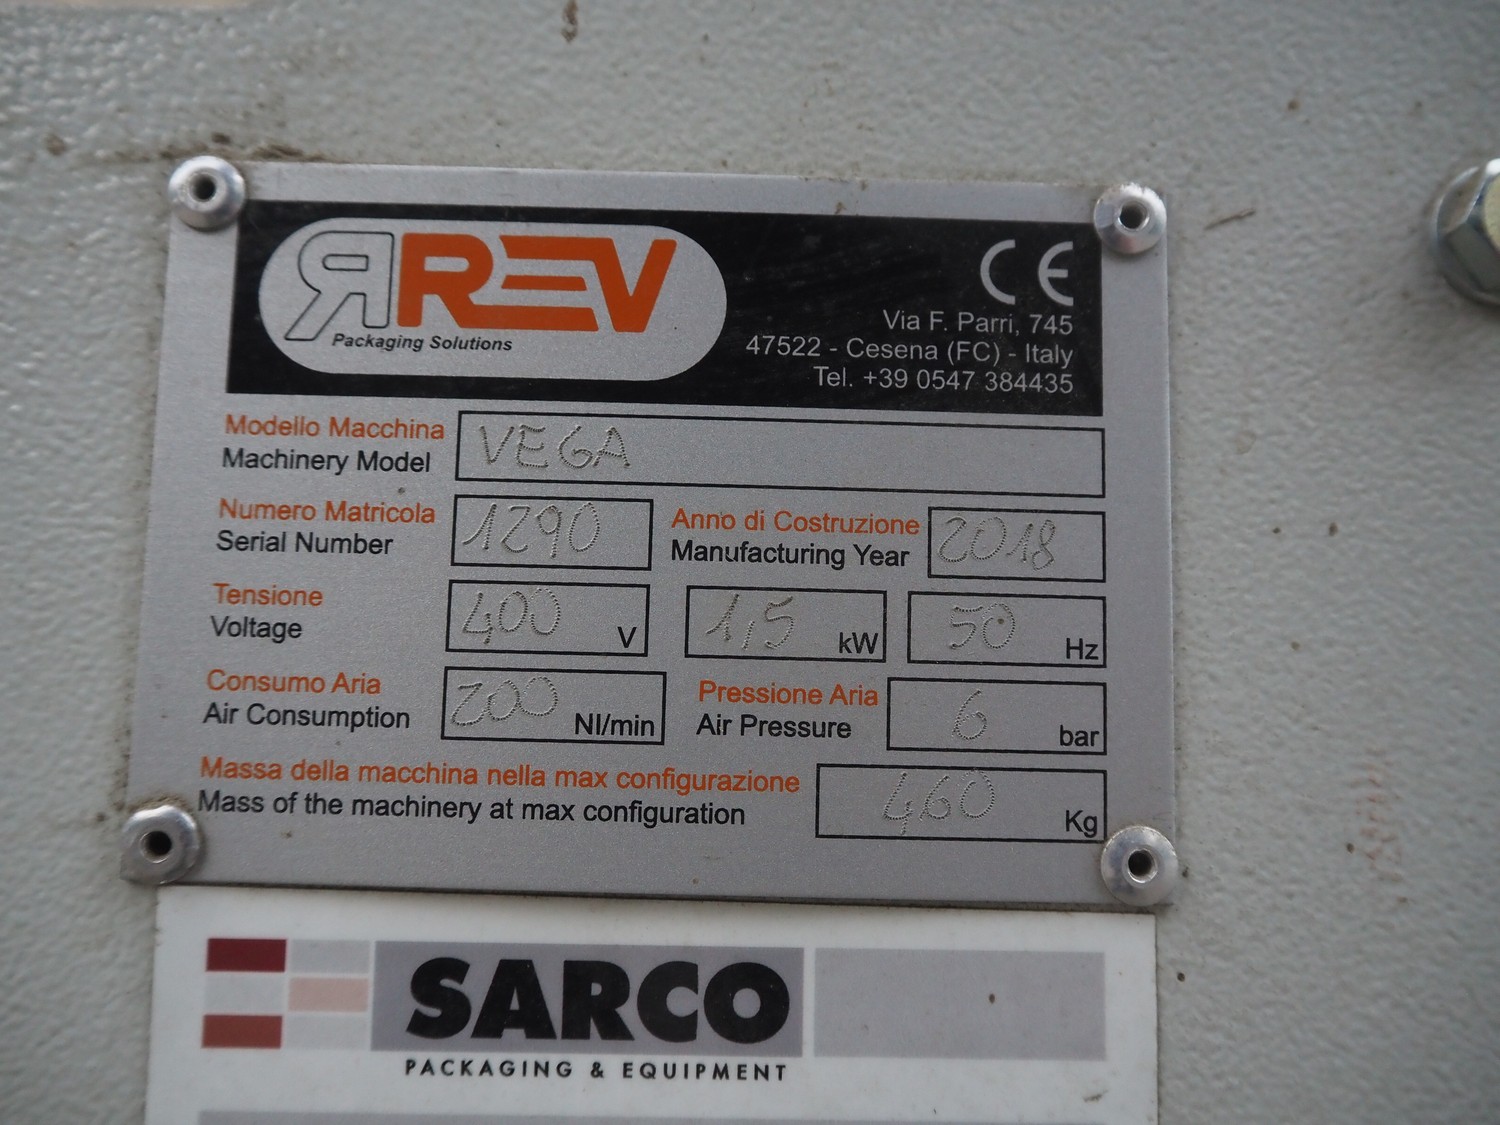 RREV
Packaging Solutions
CE
Via F. Parri, 745
47522 - Cesena (FC) - Italy
Tel. +39 0547 384435
Modello Macchina
Machinery Model
VEGA
Numero Matricola
Serial Number
1290
Anno di Costruzione
Manufacturing Year
2018
Tensione
Voltage
400 V
1,5 kW
50 Hz
Consumo Aria
Air Consumption
200 Nl/min
Pressione Aria
Air Pressure
6 bar
Massa della macchina nella max configurazione
Mass of the machinery at max configuration
460 Kg
SARCO
PACKAGING & EQUIPMENT